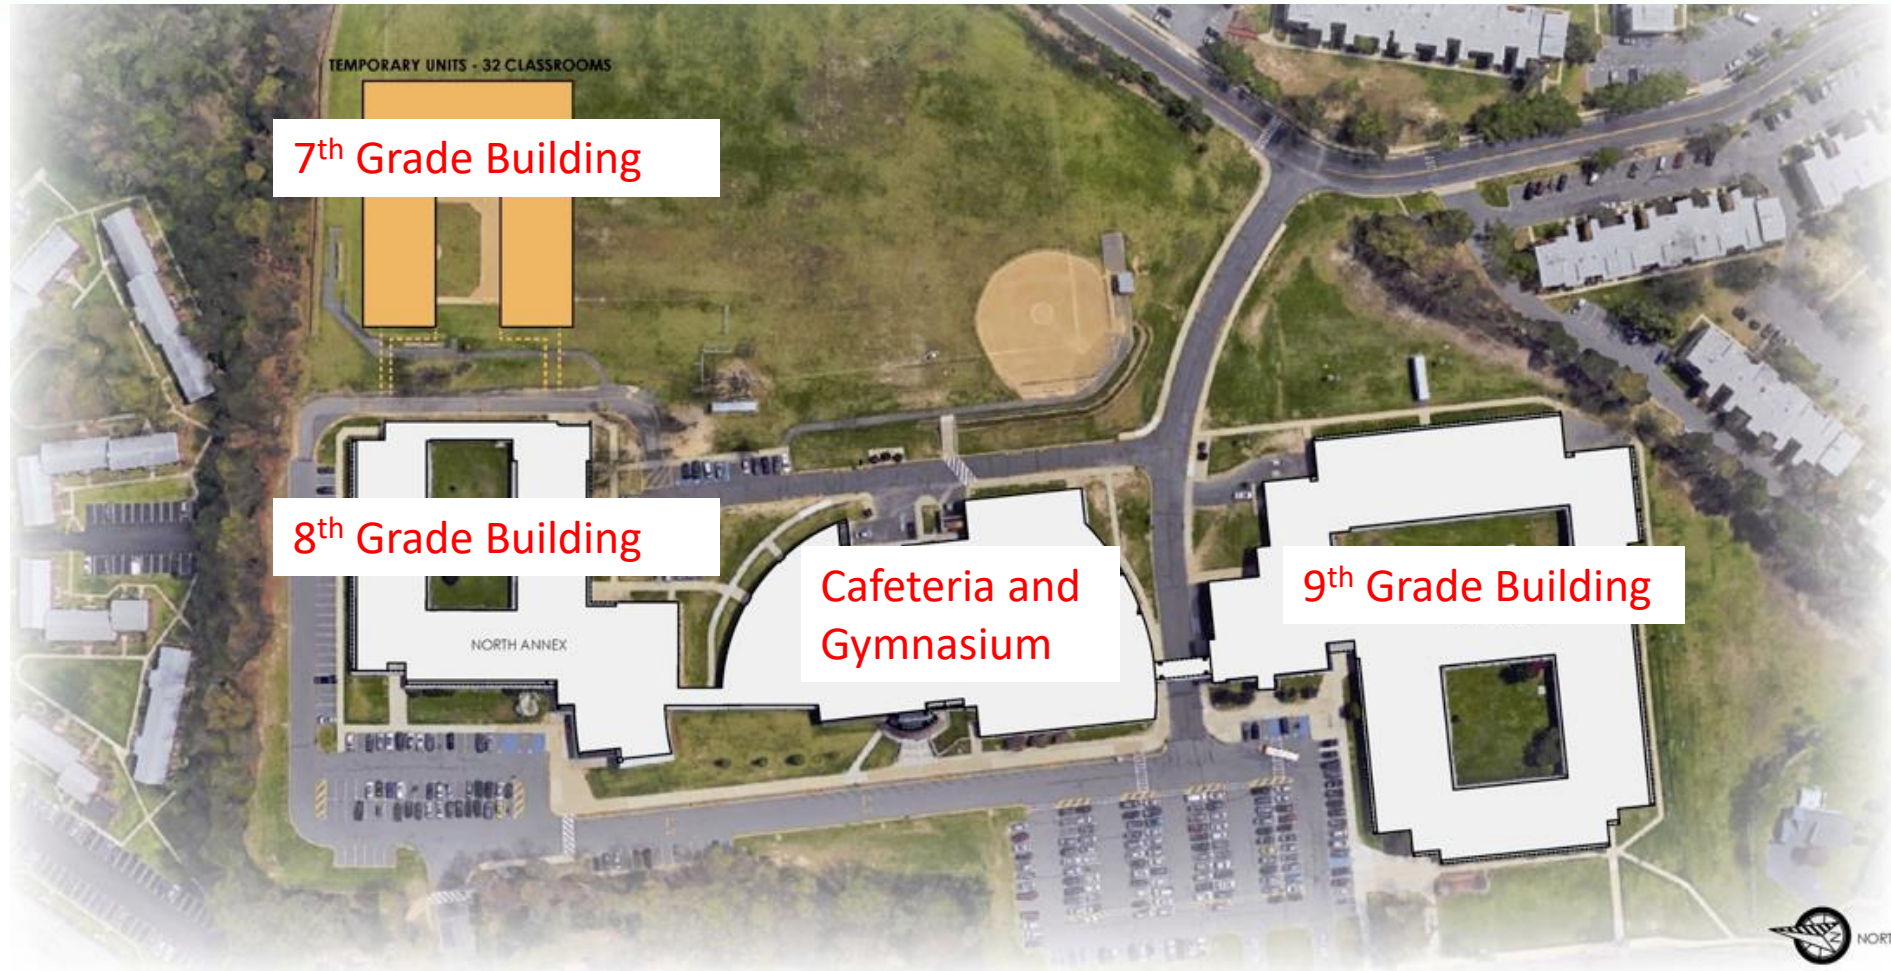 TEMPORARY UNITS - 32 CLASSROOMS
7th Grade Building
8th Grade Building
Cafeteria and
Gymnasium
9th Grade Building
NORTH ANNEX
N
NORT